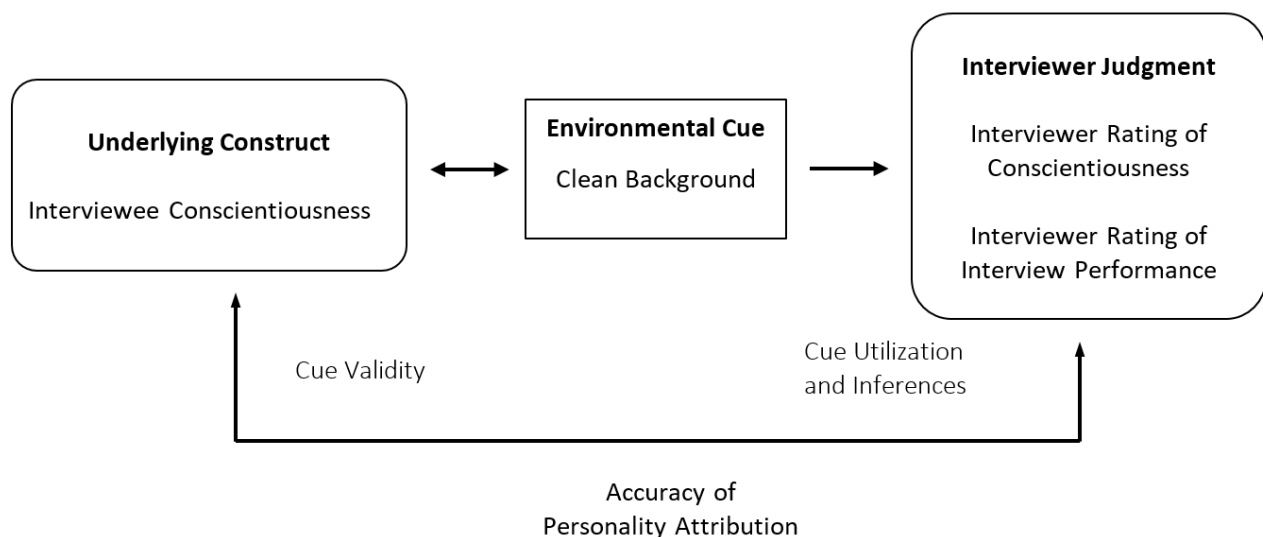 Underlying Construct
Interviewee Conscientiousness
Environmental Cue
Clean Background
Interviewer Judgment
Interviewer Rating of
Conscientiousness
Interviewer Rating of
Interview Performance
Cue Validity
Cue Utilization
and Inferences
Accuracy of
Personality Attribution